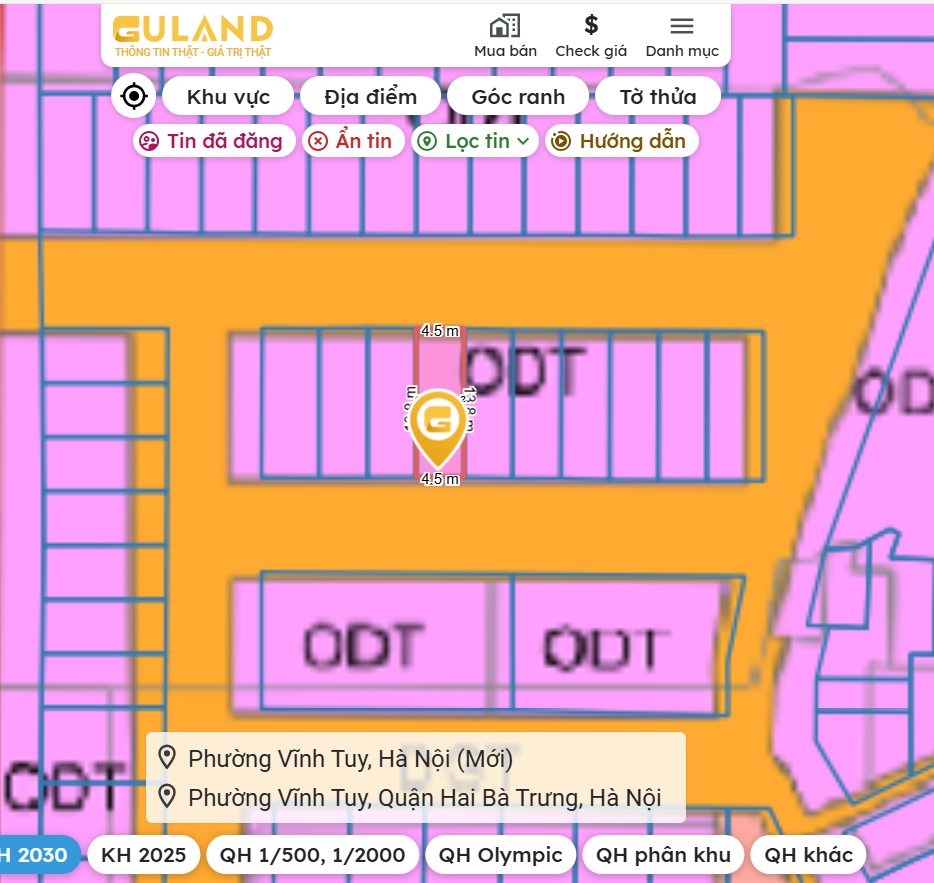 GULAND
THÔNG TIN THẬT - GIÁ TRỊ THẬT
Mua bán
$
Check giá
Danh mục
Khu vực
Địa điểm
Góc ranh
Tờ thửa
Tin đã đăng
Ẩn tin
Lọc tin
Hướng dẫn
4.5 m
ODT
13.8 m
4.5 m
ODT
ODT
ODT
Phường Vĩnh Tuy, Hà Nội (Mới)
Phường Vĩnh Tuy, Quận Hai Bà Trưng, Hà Nội
H 2030
KH 2025
QH 1/500, 1/2000
QH Olympic
QH phân khu
QH khác